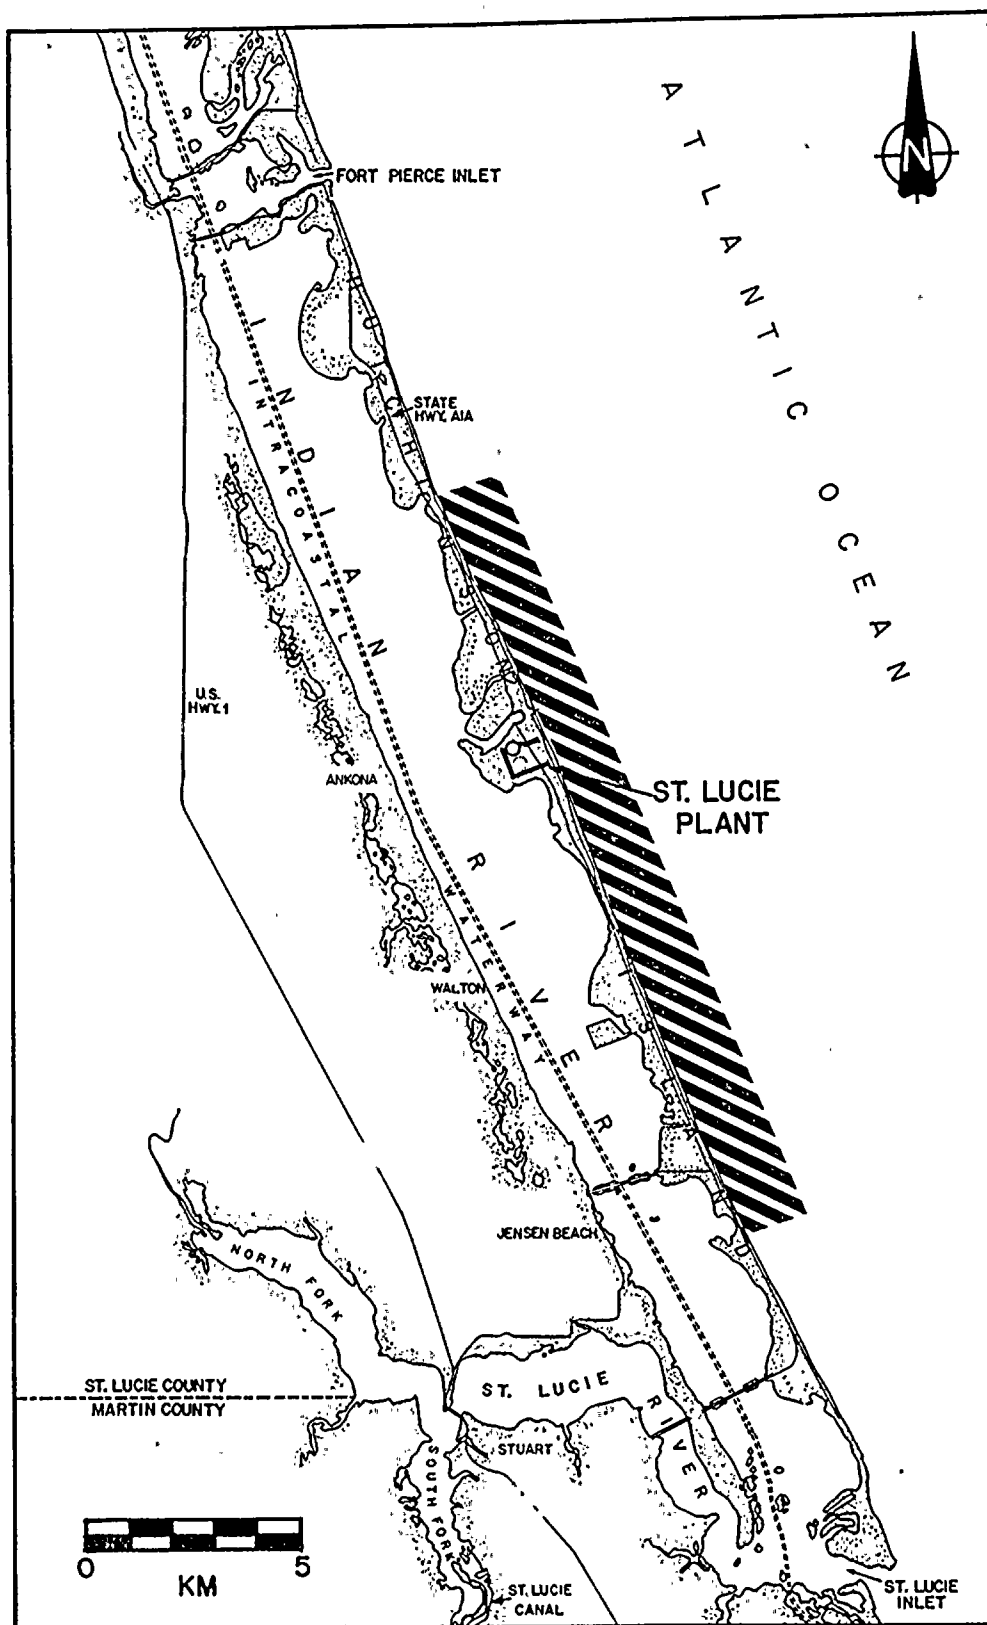 N
ATLANTIC OCEAN
FORT PIERCE INLET
HUTCHINSON ISLAND
STATE
HWY. A1A
INDIAN RIVER
INTRACOASTAL WATERWAY
U.S.
HWY. 1
ANKONA
ST. LUCIE
PLANT
WALTON
JENSEN BEACH
NORTH FORK
ST. LUCIE COUNTY
MARTIN COUNTY
ST. LUCIE RIVER
STUART
SOUTH FORK
0 5
KM
ST. LUCIE
CANAL
ST. LUCIE
INLET